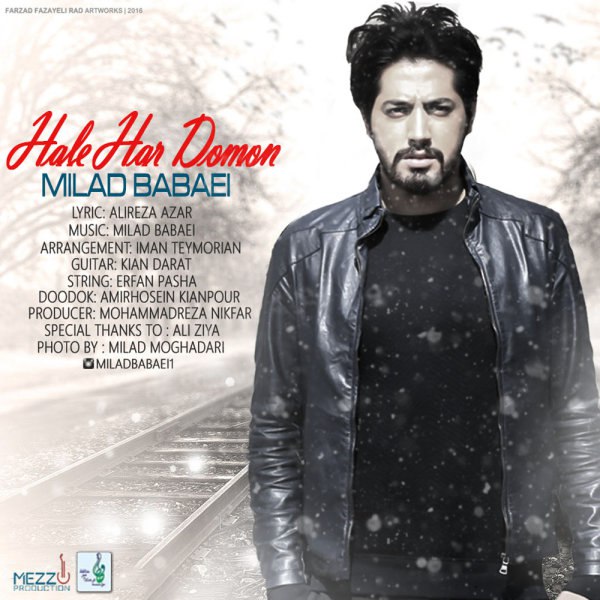 FARZAD FAZAYELI RAD ARTWORKS | 2016
Hale Har Domon
MILAD BABAEI
LYRIC: ALIREZA AZAR
MUSIC: MILAD BABAEI
ARRANGEMENT: IMAN TEYMORIAN
GUITAR: KIAN DARAT
STRING: ERFAN PASHA
DOODOK: AMIRHOSEIN KIANPOUR
PRODUCER: MOHAMMADREZA NIKFAR
SPECIAL THANKS TO : ALI ZIYA
PHOTO BY : MILAD MOGHADARI
MILADBABAEI1
MEZZO
PRODUCTION